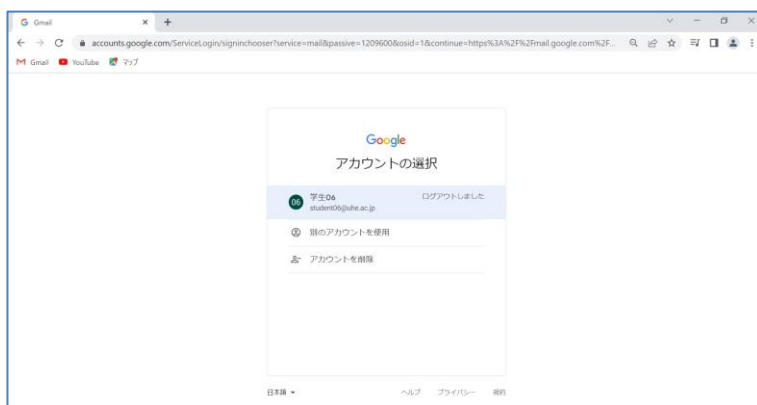 Gmail
accounts.google.com/ServiceLogin/signinchooser?service=mail&passive=1209600&osid=1&continue=https%3A%2F%2Fmail.google.com%2F...
Gmail YouTube マップ
Google
アカウントの選択
06 学生06 ログアウトしました
student06@uhe.ac.jp
別のアカウントを使用
アカウントを削除
日本語 ヘルプ プライバシー 規約